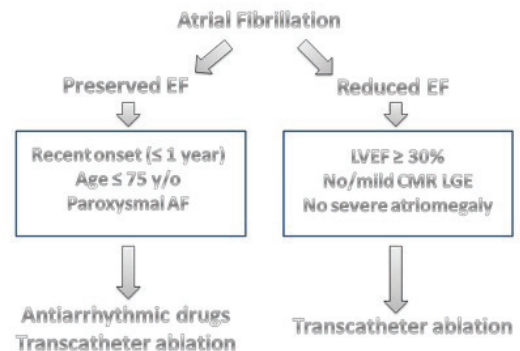 Atrial Fibrillation
Preserved EF
Reduced EF
Recent onset (≤ 1 year)
Age ≤ 75 y/o
Paroxysmal AF
LVEF ≥ 30%
No/mild CMR LGE
No severe atriomegaly
Antiarrhythmic drugs
Transcatheter ablation
Transcatheter ablation